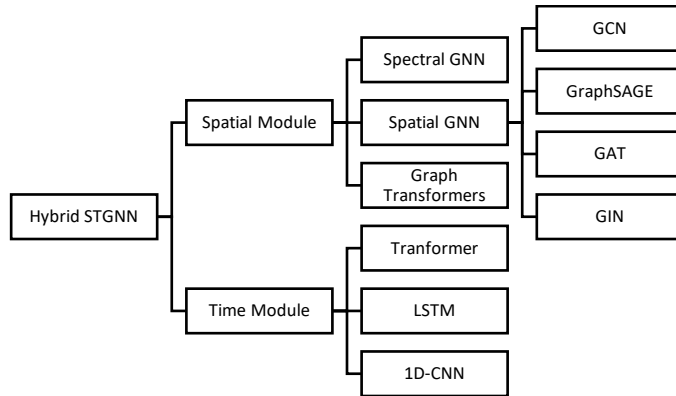 GCN
Spectral GNN
GraphSAGE
Spatial Module
Spatial GNN
GAT
Graph
Transformers
Hybrid STGNN
GIN
Tranformer
Time Module
LSTM
1D-CNN